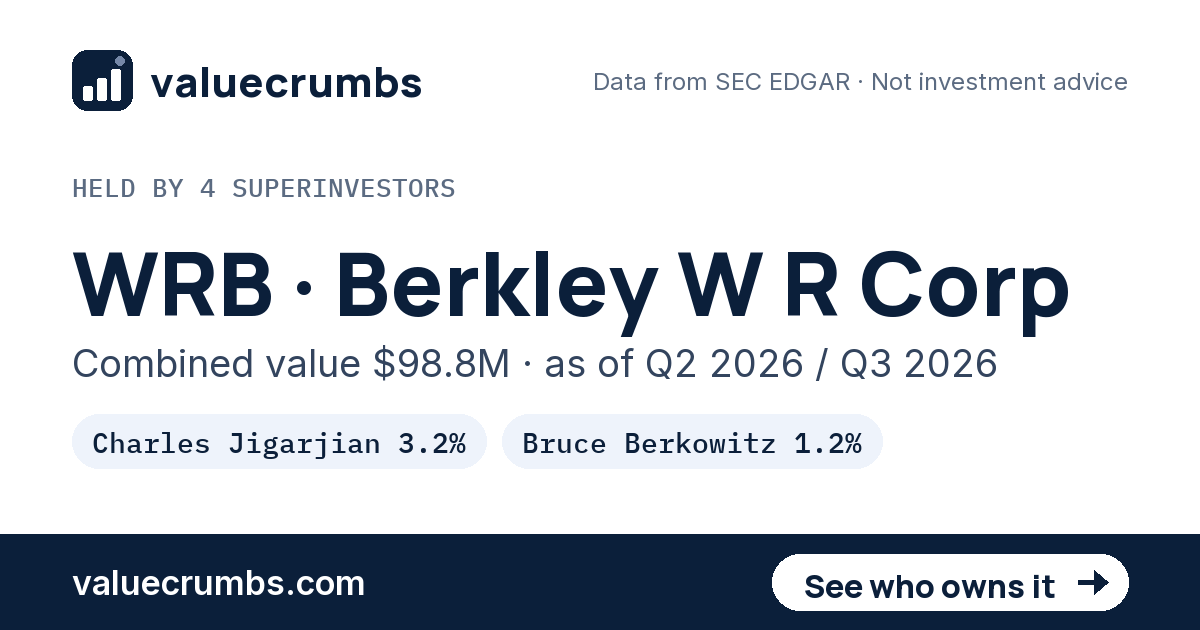 valuecrumbs
Data from SEC EDGAR · Not investment advice
HELD BY 4 SUPERINVESTORS
WRB · Berkley W R Corp
Combined value $98.8M · as of Q2 2026 / Q3 2026
Charles Jigarjian 3.2%
Bruce Berkowitz 1.2%
valuecrumbs.com
See who owns it →